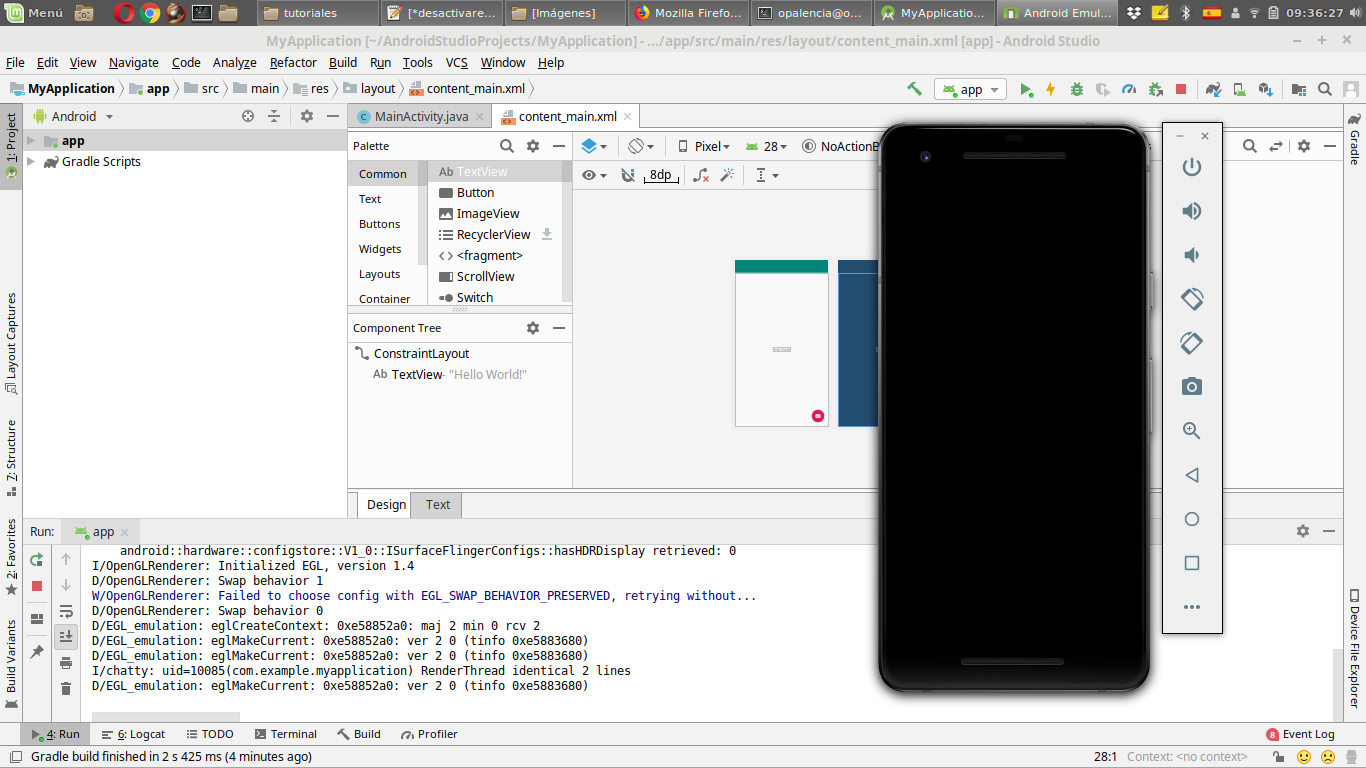 Menú
tutoriales
[*desactivare...
[Imágenes]
Mozilla Firefo...
opalencia@o...
MyApplicatio...
Android Emul...
09:36:27
MyApplication [~/AndroidStudioProjects/MyApplication] - .../app/src/main/res/layout/content_main.xml [app] - Android Studio
File Edit View Navigate Code Analyze Refactor Build Run Tools VCS Window Help
MyApplication app src main res layout content_main.xml
app
1: Project
Layout Captures
7: Structure
2: Favorites
Build Variants
Android
app
Gradle Scripts
MainActivity.java
content_main.xml
Palette
Common
Text
Buttons
Widgets
Layouts
Container
Ab TextView
Button
ImageView
RecyclerView
<fragment>
ScrollView
Switch
Component Tree
ConstraintLayout
Ab TextView- "Hello World!"
Pixel
28
NoActionB
8dp
Design
Text
Gradle
Device File Explorer
Run:
app
android::hardware::configstore::V1_0::ISurfaceFlingerConfigs::hasHDRDisplay retrieved: 0
I/OpenGLRenderer: Initialized EGL, version 1.4
D/OpenGLRenderer: Swap behavior 1
W/OpenGLRenderer: Failed to choose config with EGL_SWAP_BEHAVIOR_PRESERVED, retrying without...
D/OpenGLRenderer: Swap behavior 0
D/EGL_emulation: eglCreateContext: 0xe58852a0: maj 2 min 0 rcv 2
D/EGL_emulation: eglMakeCurrent: 0xe58852a0: ver 2 0 (tinfo 0xe5883680)
D/EGL_emulation: eglMakeCurrent: 0xe58852a0: ver 2 0 (tinfo 0xe5883680)
I/chatty: uid=10085(com.example.myapplication) RenderThread identical 2 lines
D/EGL_emulation: eglMakeCurrent: 0xe58852a0: ver 2 0 (tinfo 0xe5883680)
4: Run
6: Logcat
TODO
Terminal
Build
Profiler
8 Event Log
Gradle build finished in 2 s 425 ms (4 minutes ago)
28:1
Context: <no context>